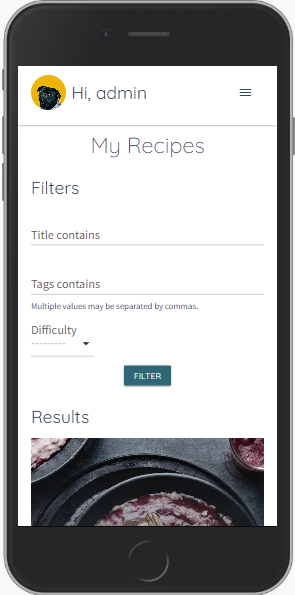 Hi, admin
My Recipes
Filters
Title contains
Tags contains
Multiple values may be separated by commas.
Difficulty
---------
FILTER
Results